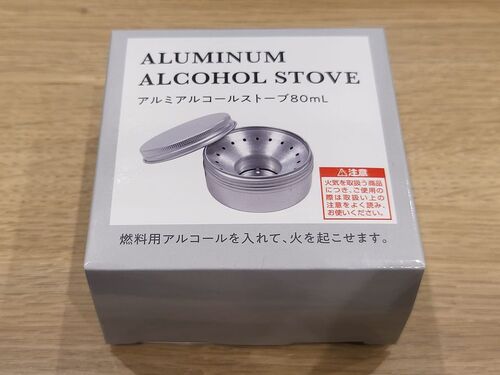 ALUMINUM
ALCOHOL STOVE
アルミアルコールストーブ80mL
⚠注意
火気を取扱う商品
につき、ご使用の
際は取扱い上の
注意をよく読み、
お使いください。
燃料用アルコールを入れて、火を起こせます。